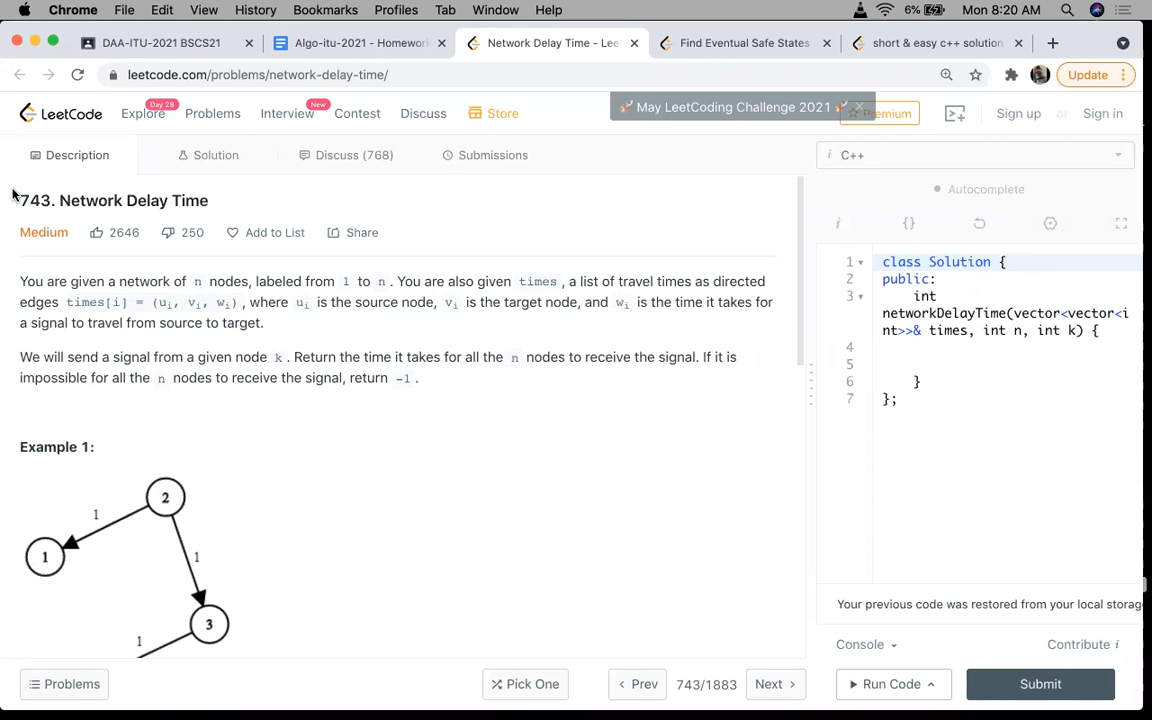 Chrome File Edit View History Bookmarks Profiles Tab Window Help 6% Mon 8:20 AM
DAA-ITU-2021 BSCS21 Algo-itu-2021 - Homework Network Delay Time - Leet Find Eventual Safe States short & easy c++ solution
leetcode.com/problems/network-delay-time/ Update
LeetCode Explore Day 28 Problems Interview New Contest Discuss Store May LeetCoding Challenge 2021 Premium Sign up or Sign in
Description Solution Discuss (768) Submissions i C++
Autocomplete
743. Network Delay Time
Medium 2646 250 Add to List Share
You are given a network of n nodes, labeled from 1 to n. You are also given times, a list of travel times as directed
edges times[i] = (ui, vi, wi), where ui is the source node, vi is the target node, and wi is the time it takes for
a signal to travel from source to target.
We will send a signal from a given node k. Return the time it takes for all the n nodes to receive the signal. If it is
impossible for all the n nodes to receive the signal, return -1.
Example 1:
2
1
1
1
3
1
1 class Solution {
2 public:
3 int
networkDelayTime(vector<vector<i
nt>>& times, int n, int k) {
4
5
6 }
7 };
Your previous code was restored from your local storag
Console Contribute i
Problems Pick One Prev 743/1883 Next Run Code Submit